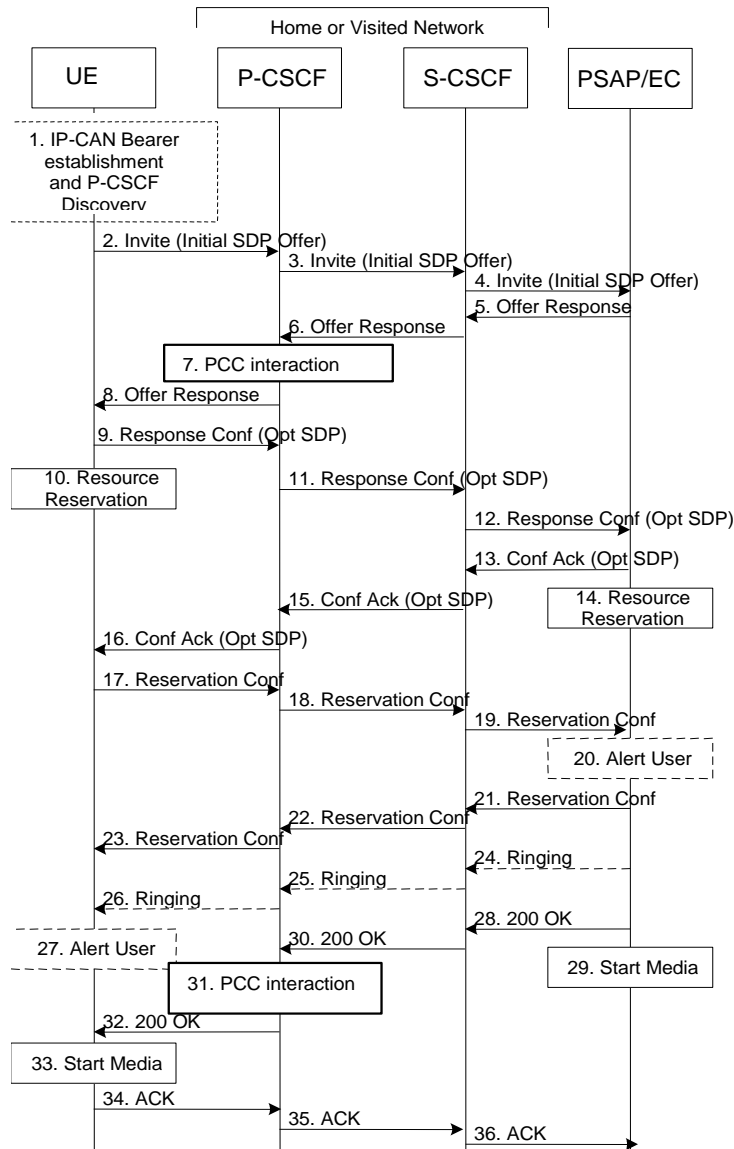 Home or Visited Network
UE
P-CSCF
S-CSCF
PSAP/EC
1. IP-CAN Bearer
establishment
and P-CSCF
Discovery
2. Invite (Initial SDP Offer)
3. Invite (Initial SDP Offer)
4. Invite (Initial SDP Offer)
5. Offer Response
6. Offer Response
7. PCC interaction
8. Offer Response
9. Response Conf (Opt SDP)
10. Resource
Reservation
11. Response Conf (Opt SDP)
12. Response Conf (Opt SDP)
13. Conf Ack (Opt SDP)
14. Resource
Reservation
15. Conf Ack (Opt SDP)
16. Conf Ack (Opt SDP)
17. Reservation Conf
18. Reservation Conf
19. Reservation Conf
20. Alert User
21. Reservation Conf
22. Reservation Conf
23. Reservation Conf
24. Ringing
25. Ringing
26. Ringing
27. Alert User
28. 200 OK
29. Start Media
30. 200 OK
31. PCC interaction
32. 200 OK
33. Start Media
34. ACK
35. ACK
36. ACK